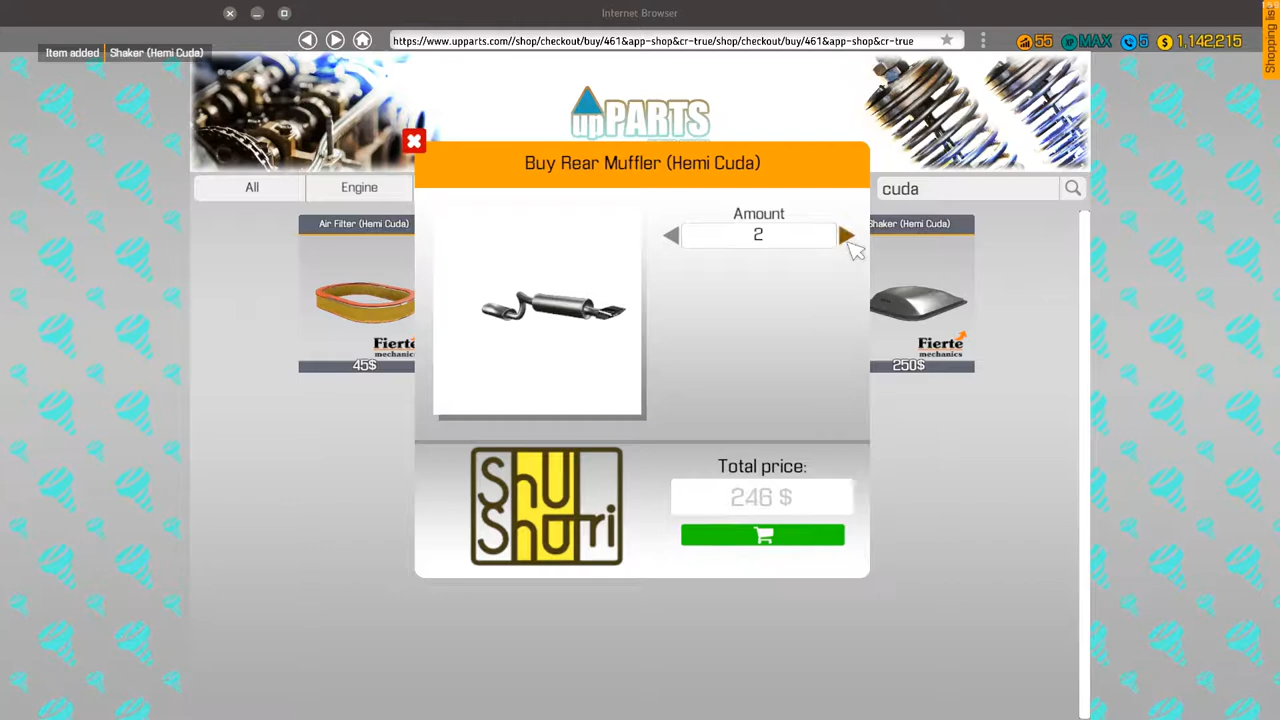 Internet Browser
Item added Shaker (Hemi Cuda)
https://www.upparts.com//shop/checkout/buy/461&app-shop&cr-true/shop/checkout/buy/461&app-shop&cr-true
55 XP MAX 5 $ 1,142,215
Shopping list
upPARTS
Buy Rear Muffler (Hemi Cuda)
All
Engine
cuda
Air Filter (Hemi Cuda)
Fierte mechanics
45$
Amount
2
Shaker (Hemi Cuda)
Fierte mechanics
250$
Shu Shutri
Total price:
246 $